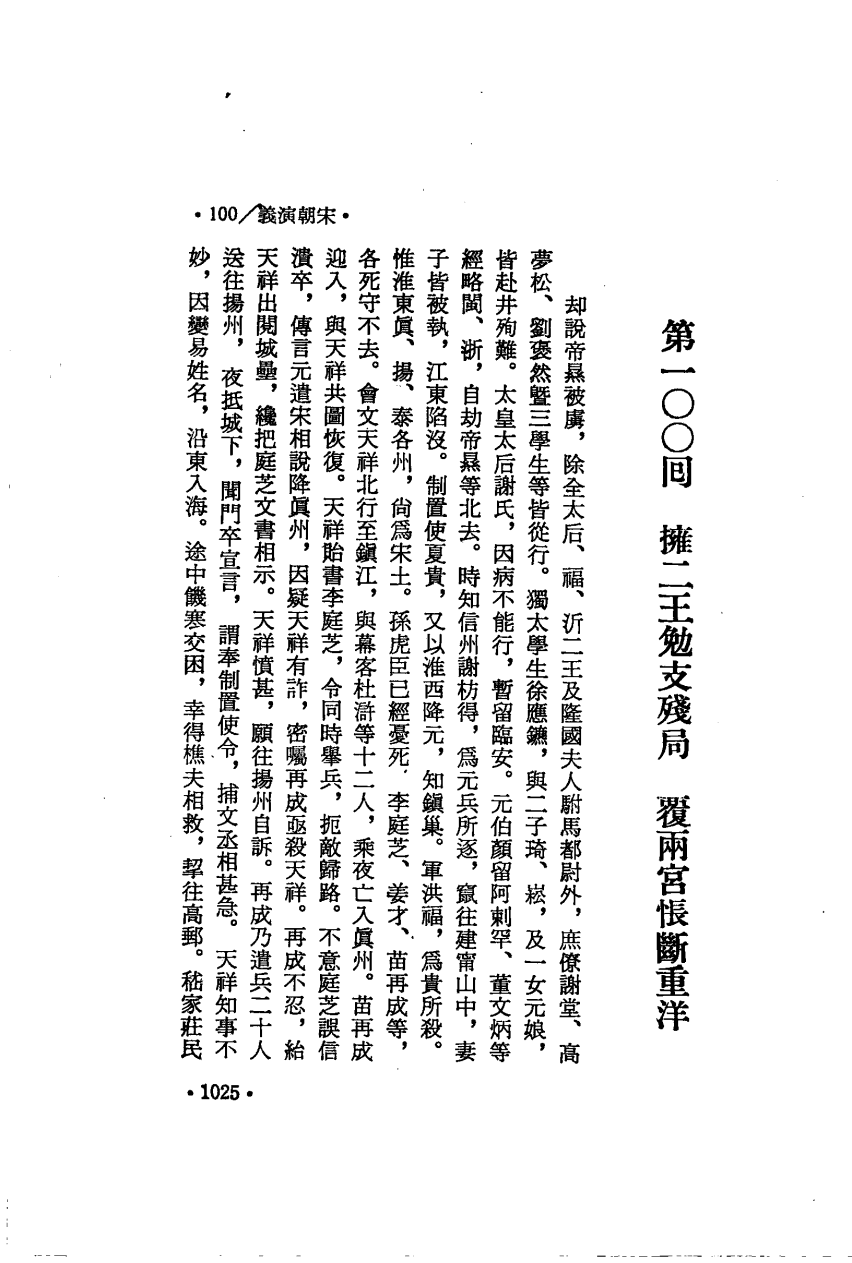 •100/義演朝宋•
第一〇〇回　擁二王勉支殘局　覆兩宮悵斷重洋
却說帝㬎被虜，除全太后、福、沂二王及隆國夫人駙馬都尉外，庶僚謝堂、高
夢松、劉褒然暨三學生等皆從行。獨太學生徐應鑣，與二子琦、崧，及一女元娘，
皆赴井殉難。太皇太后謝氏，因病不能行，暫留臨安。元伯顏留阿剌罕、董文炳等
經略閩、浙，自劫帝㬎等北去。時知信州謝枋得，爲元兵所逐，竄往建甯山中，妻
子皆被執，江東陷沒。制置使夏貴，又以淮西降元，知鎭巢。軍洪福，爲貴所殺。
惟淮東眞、揚、泰各州，尙爲宋土。孫虎臣已經憂死．李庭芝、姜才、苗再成等，
各死守不去。會文天祥北行至鎭江，與幕客杜滸等十二人，乘夜亡入眞州。苗再成
迎入，與天祥共圖恢復。天祥貽書李庭芝，令同時舉兵，扼敵歸路。不意庭芝誤信
潰卒，傳言元遣宋相說降眞州，因疑天祥有詐，密囑再成亟殺天祥。再成不忍，給
天祥出閱城壘，纔把庭芝文書相示。天祥憤甚，願往揚州自訴。再成乃遣兵二十人
送往揚州，夜抵城下，聞門卒宣言，謂奉制置使令，捕文丞相甚急。天祥知事不
妙，因變易姓名，沿東入海。途中饑寒交困，幸得樵夫相救，挈往高郵。嵇家莊民
•1025•